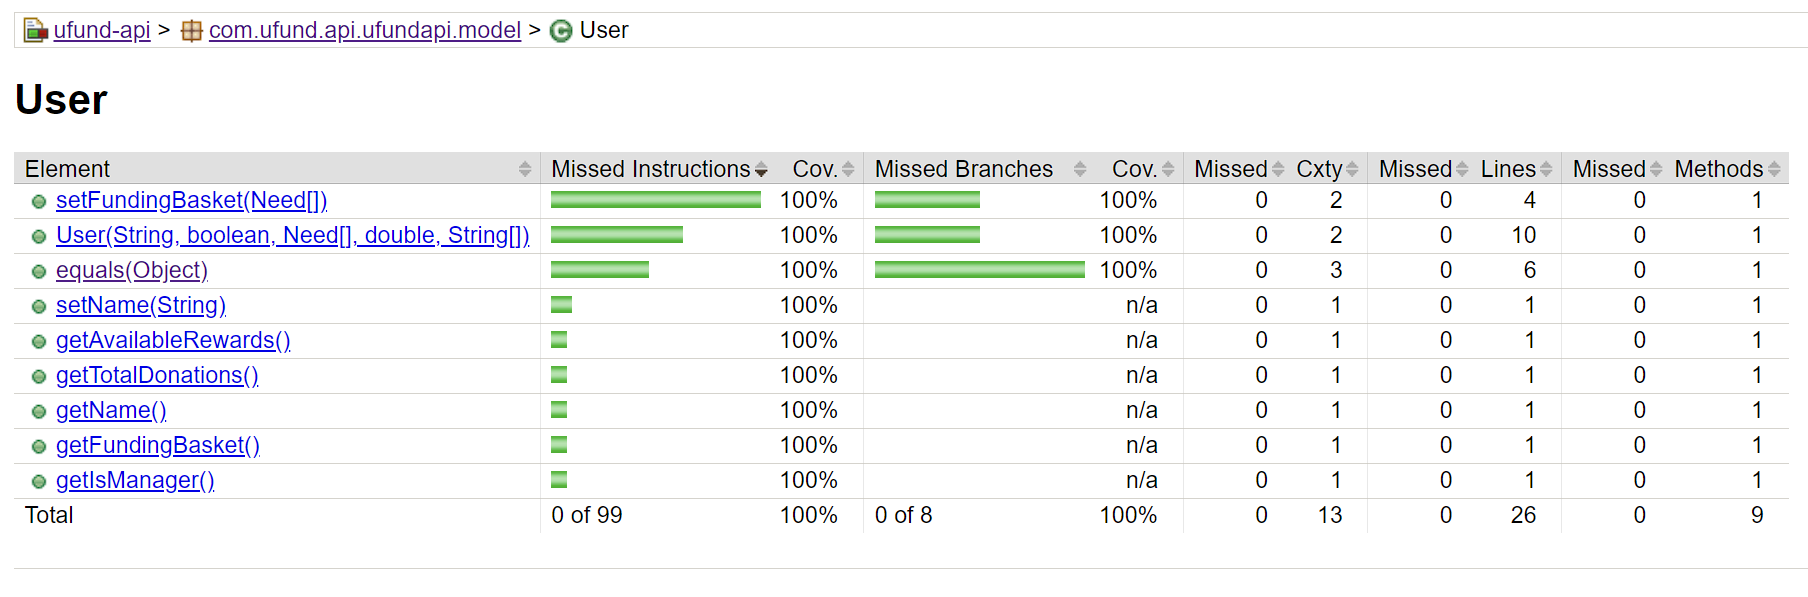 ufund-api > com.ufund.api.ufundapi.model > C User
User
Element Missed Instructions Cov. Missed Branches Cov. Missed Cxty Missed Lines Missed Methods
setFundingBasket(Need[]) 100% 100% 0 2 0 4 0 1
User(String, boolean, Need[], double, String[]) 100% 100% 0 2 0 10 0 1
equals(Object) 100% 100% 0 3 0 6 0 1
setName(String) 100% n/a 0 1 0 1 0 1
getAvailableRewards() 100% n/a 0 1 0 1 0 1
getTotalDonations() 100% n/a 0 1 0 1 0 1
getName() 100% n/a 0 1 0 1 0 1
getFundingBasket() 100% n/a 0 1 0 1 0 1
getIsManager() 100% n/a 0 1 0 1 0 1
Total 0 of 99 100% 0 of 8 100% 0 13 0 26 0 9